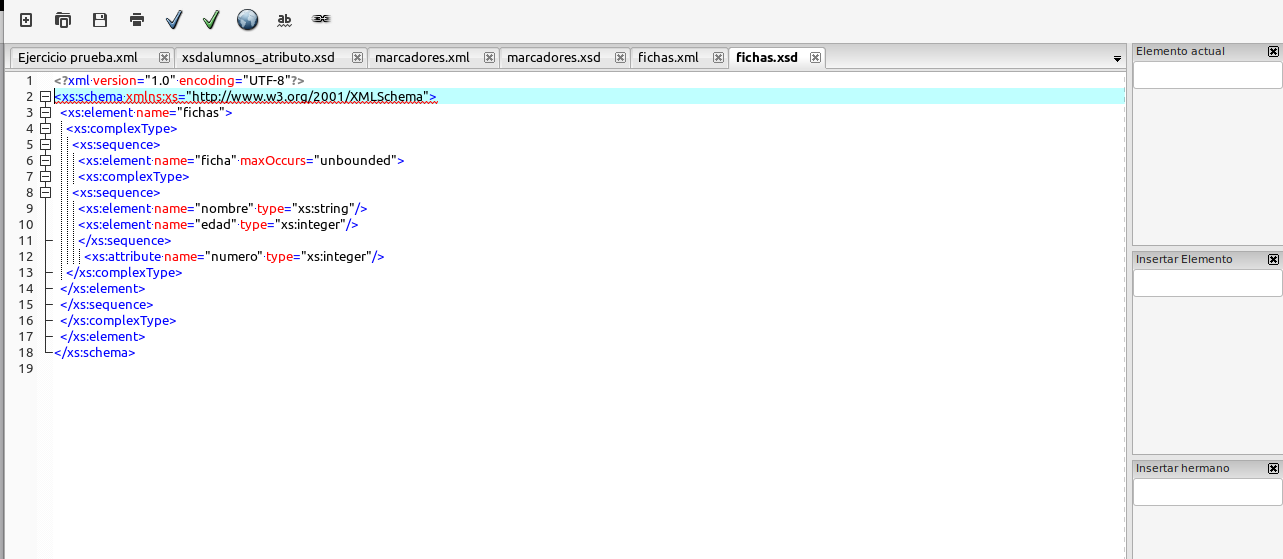 ab
Ejercicio prueba.xml
xsdalumnos_atributo.xsd
marcadores.xml
marcadores.xsd
fichas.xml
fichas.xsd
1 <?xml version="1.0" encoding="UTF-8"?>
2 <xs:schema xmlns:xs="http://www.w3.org/2001/XMLSchema">
3 <xs:element name="fichas">
4 <xs:complexType>
5 <xs:sequence>
6 <xs:element name="ficha" maxOccurs="unbounded">
7 <xs:complexType>
8 <xs:sequence>
9 <xs:element name="nombre" type="xs:string"/>
10 <xs:element name="edad" type="xs:integer"/>
11 </xs:sequence>
12 <xs:attribute name="numero" type="xs:integer"/>
13 </xs:complexType>
14 </xs:element>
15 </xs:sequence>
16 </xs:complexType>
17 </xs:element>
18 </xs:schema>
19
Elemento actual
Insertar Elemento
Insertar hermano